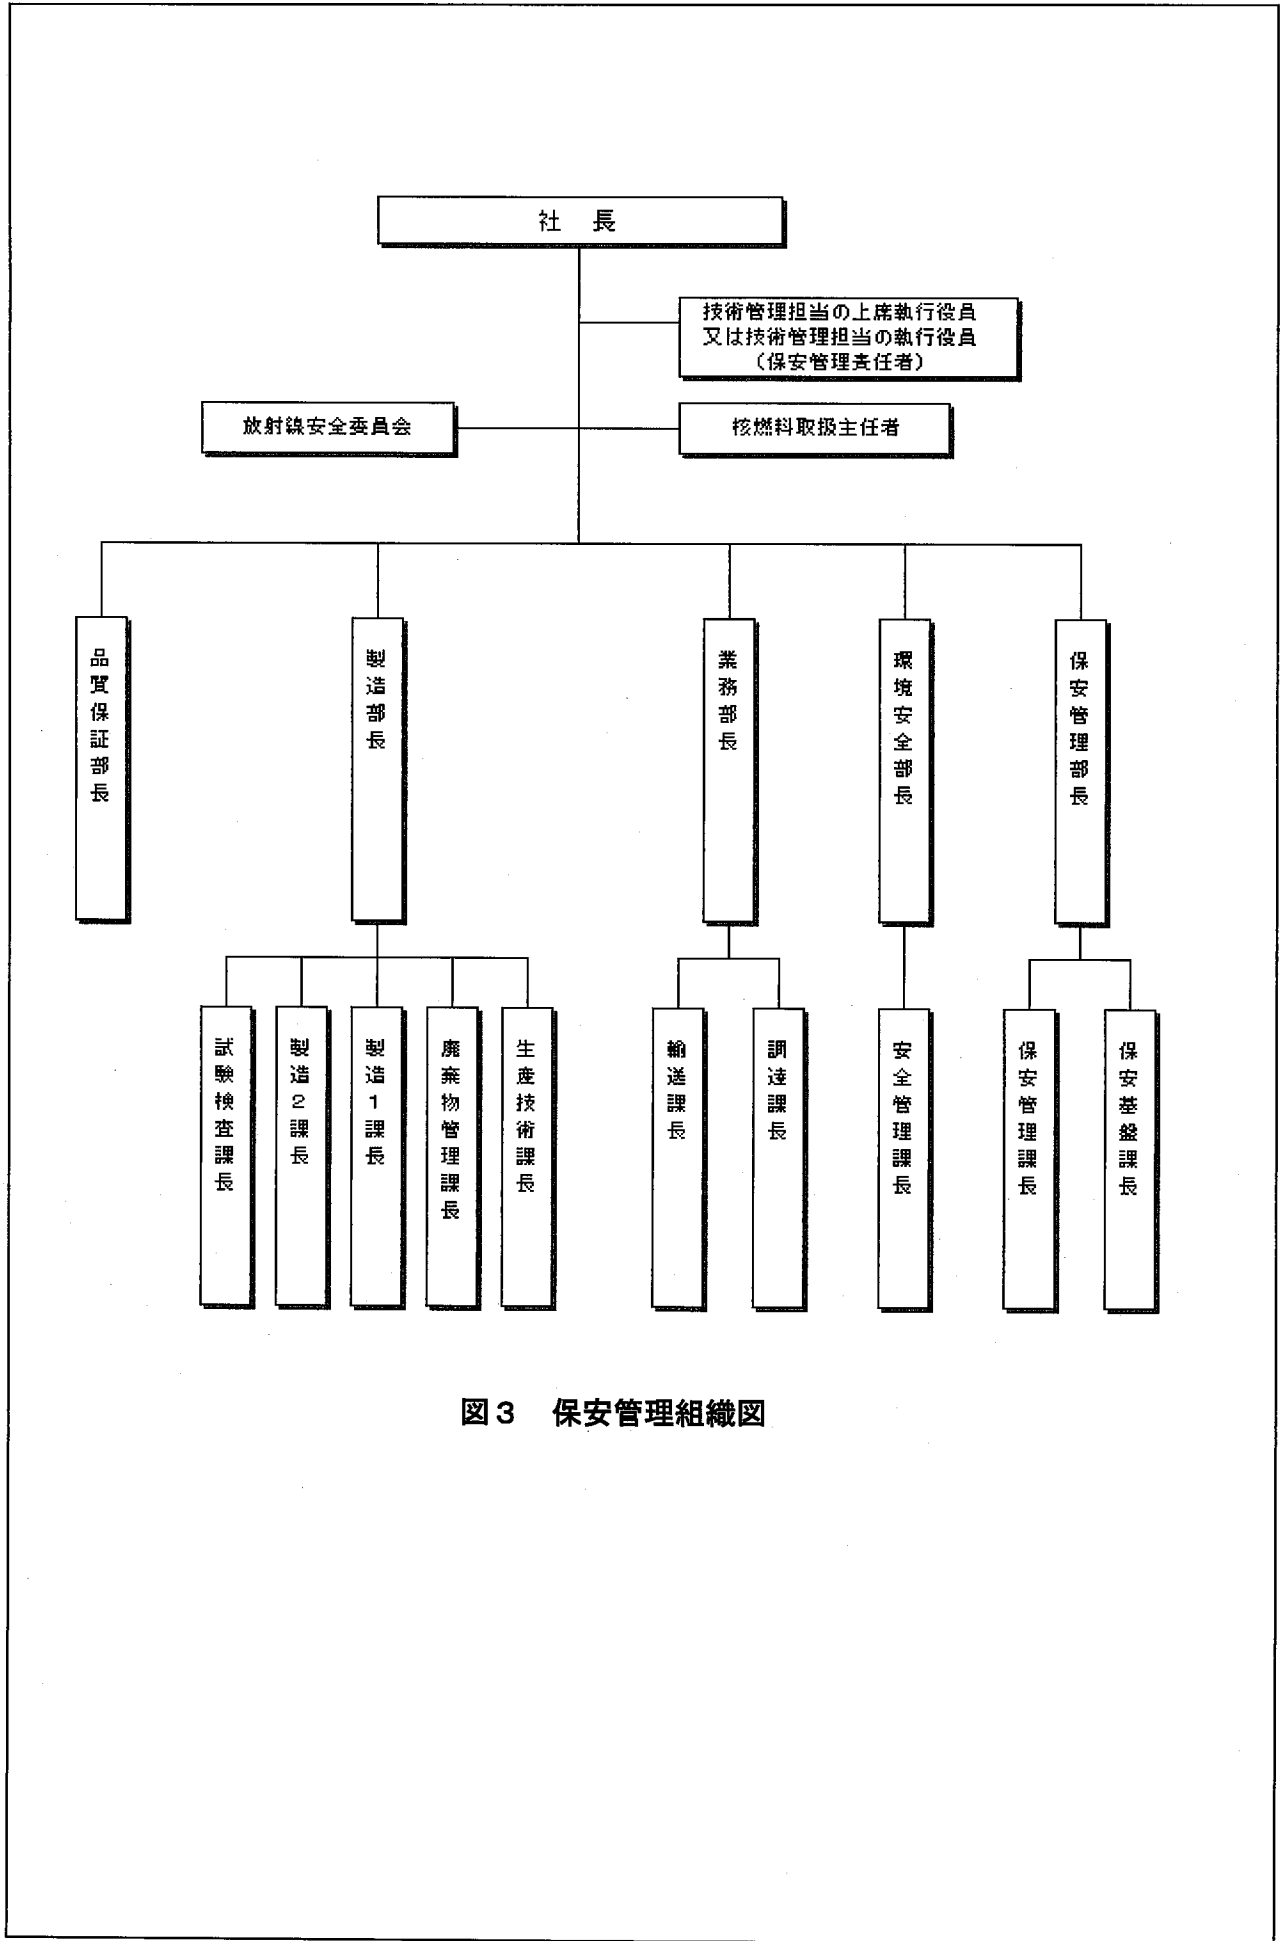 社　長
技術管理担当の上席執行役員
又は技術管理担当の執行役員
（保安管理責任者）
放射線安全委員会
核燃料取扱主任者
品質保証部長
製造部長
業務部長
環境安全部長
保安管理部長
試験検査課長
製造2課長
製造1課長
廃棄物管理課長
生産技術課長
輸送課長
調達課長
安全管理課長
保安管理課長
保安基盤課長
図3　保安管理組織図